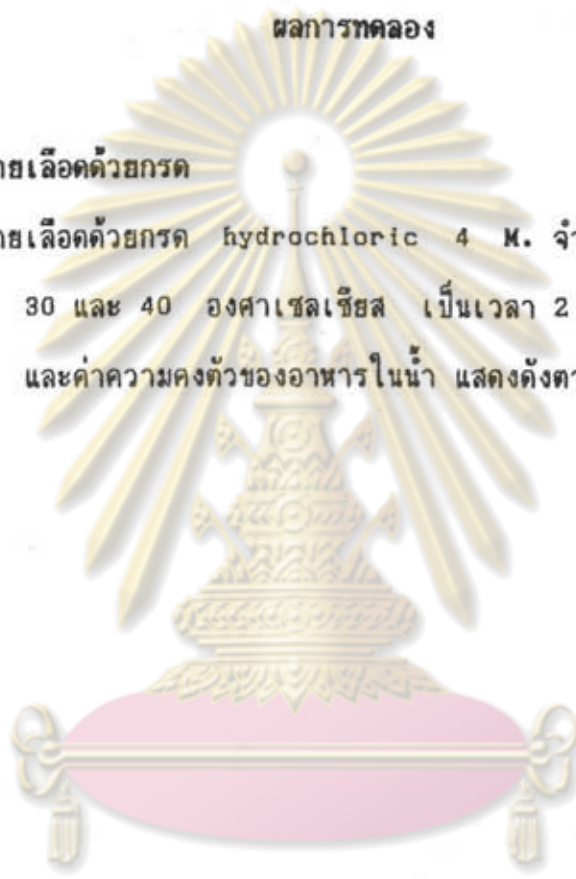 ผลการทดลอง
ายเลือดด้วยกรด
ายเลือดด้วยกรด hydrochloric 4 M. จำ
30 และ 40 องศาเซลเซียส เป็นเวลา 2
และค่าความคงตัวของอาหารในน้ำ แสดงดังตา